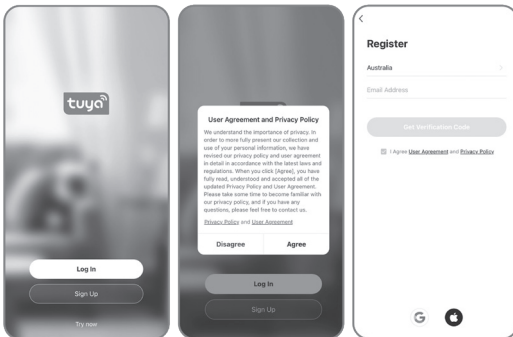 tuya
Log In
Sign Up
Try now
User Agreement and Privacy Policy
We understand the importance of privacy. In
order to more fully present our collection and
use of your personal information, we have
revised our privacy policy and user agreement
in detail in accordance with the latest laws and
regulations. When you click [Agree], you have
fully read, understood and accepted all of the
updated Privacy Policy and User Agreement.
Please take some time to become familiar with
our privacy policy, and if you have any
questions, please feel free to contact us.
Privacy Policy and User Agreement
Disagree Agree
Log In
Sign Up
Register
Australia
Email Address
Get Verification Code
I Agree User Agreement and Privacy Policy
G